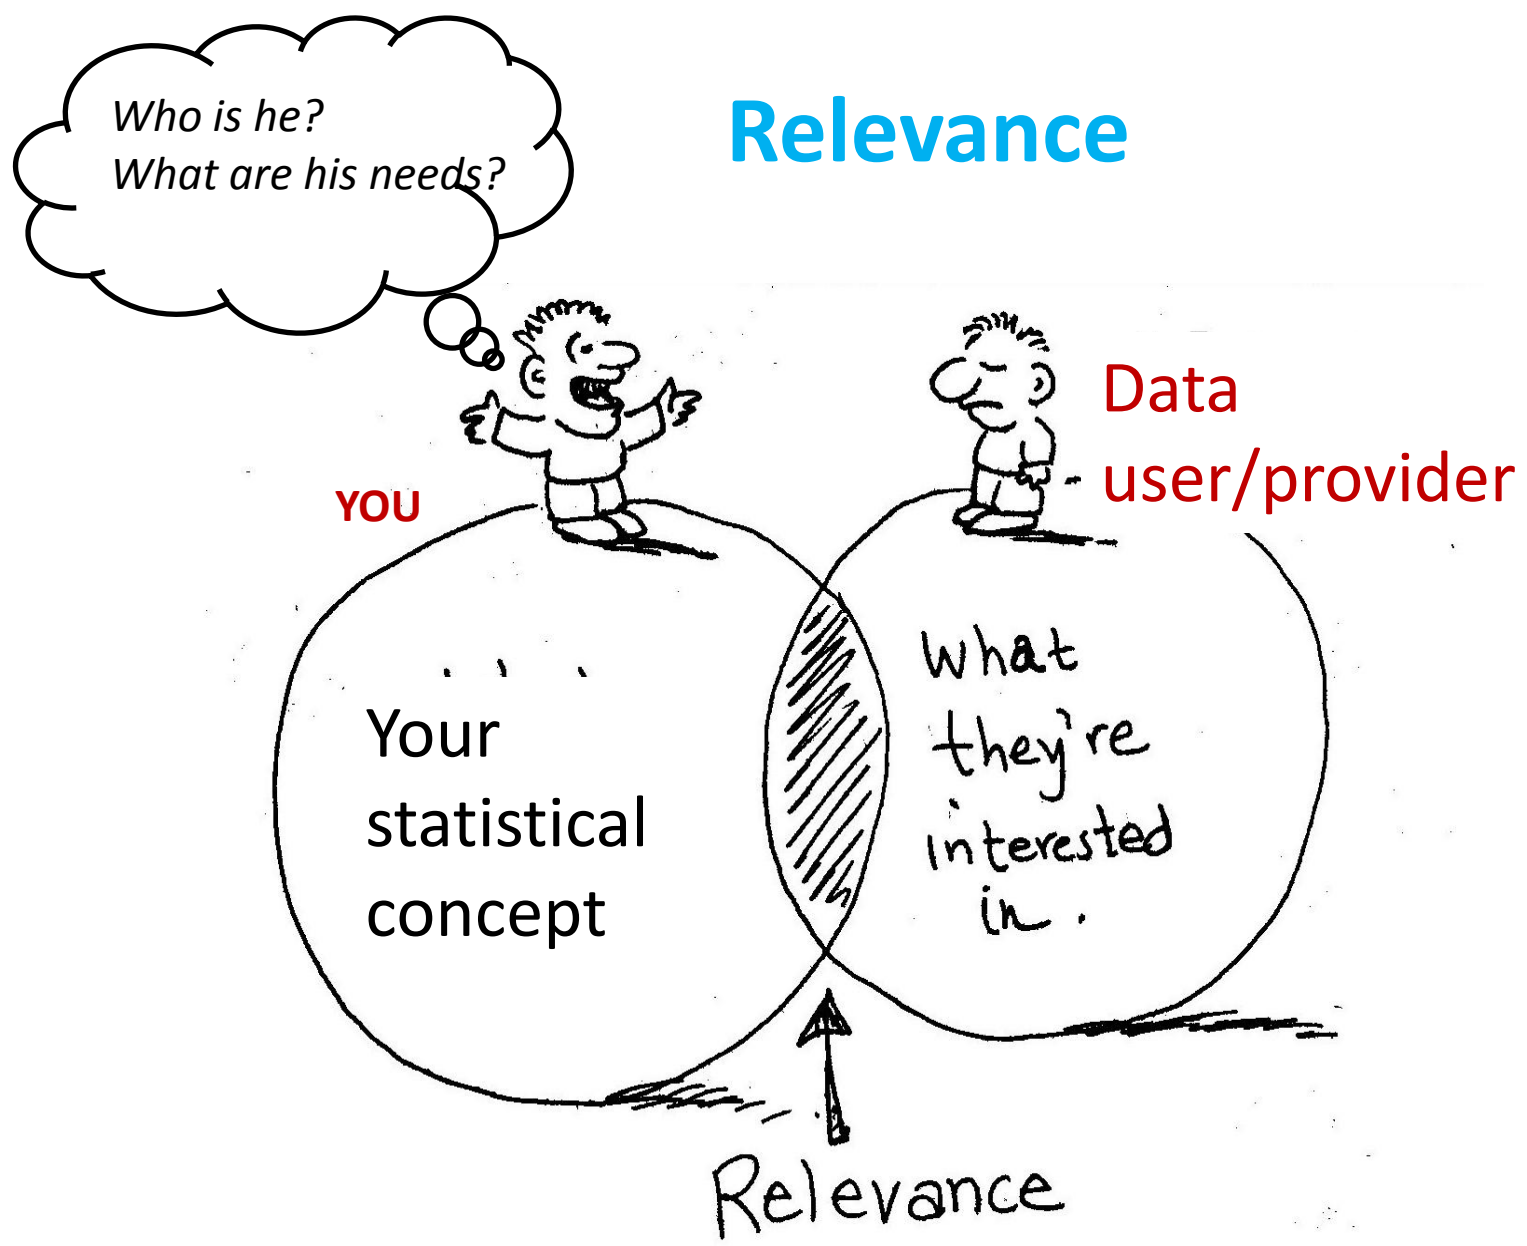 Who is he?
What are his needs?
Relevance
Data
user/provider
YOU
Your
statistical
concept
What
they're
interested
in.
Relevance